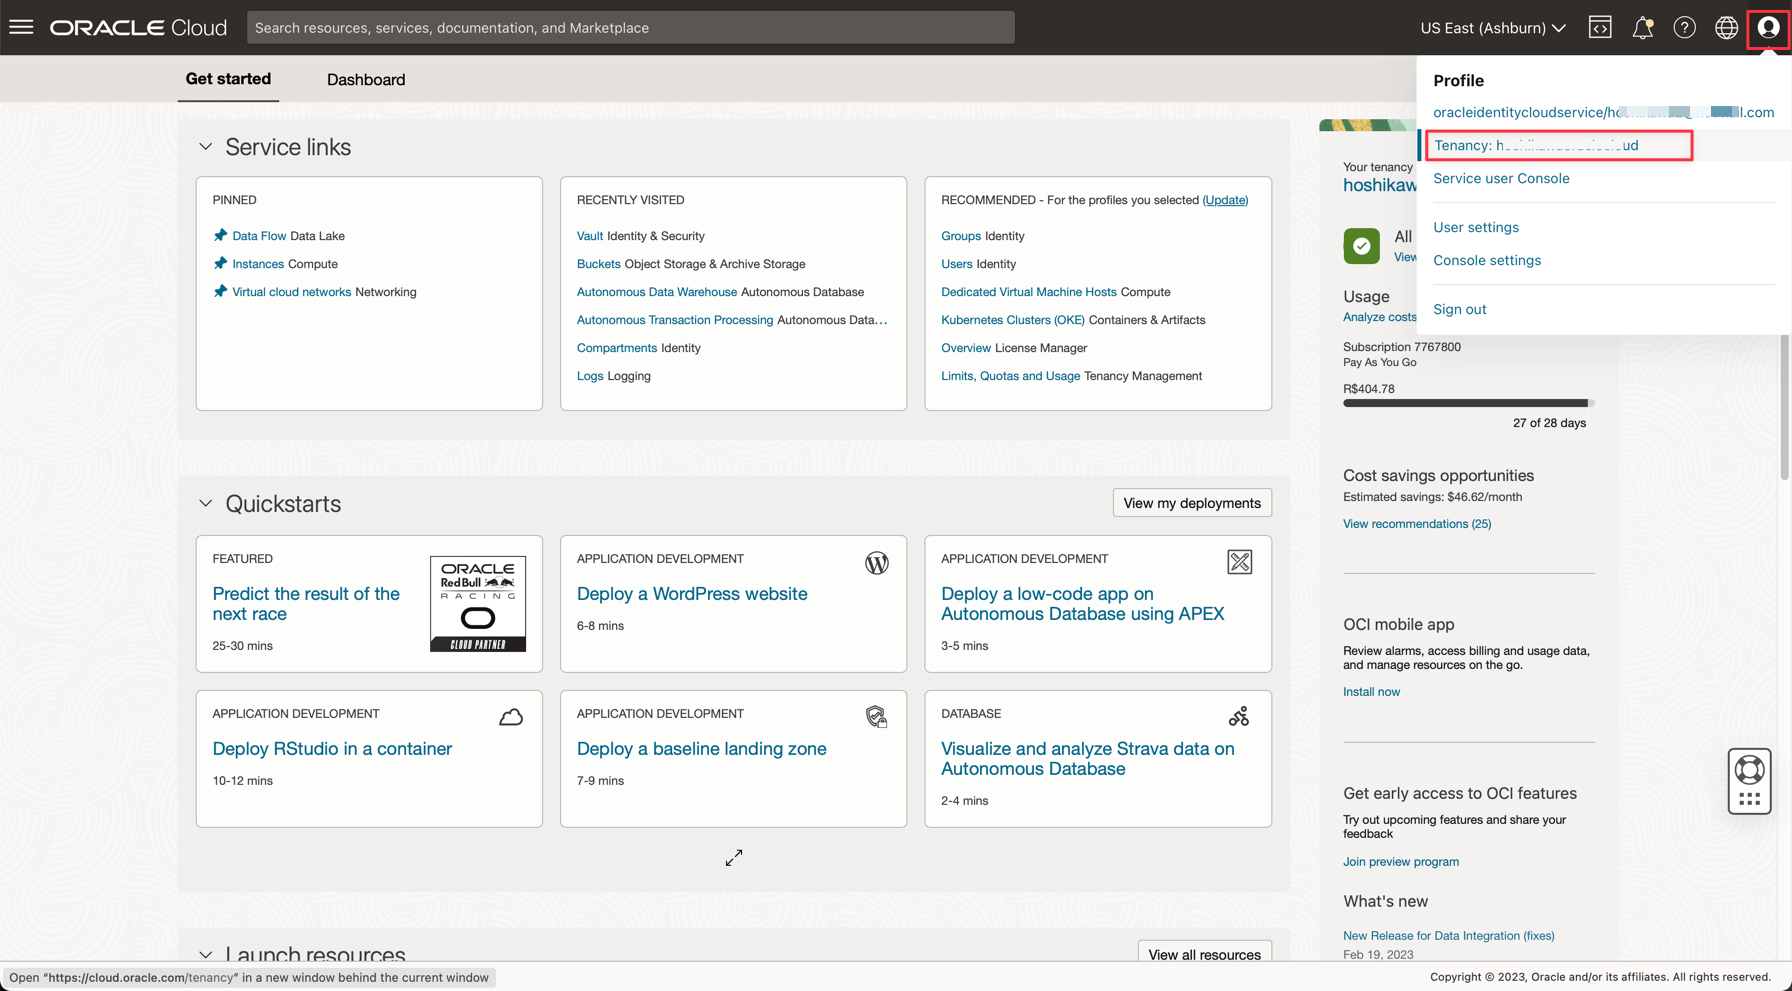 ORACLE Cloud
Search resources, services, documentation, and Marketplace
US East (Ashburn)
Get started
Dashboard
Profile
oracleidentitycloudservice/
Tenancy:
Service user Console
User settings
Console settings
Sign out
Service links
PINNED
Data Flow Data Lake
Instances Compute
Virtual cloud networks Networking
RECENTLY VISITED
Vault Identity & Security
Buckets Object Storage & Archive Storage
Autonomous Data Warehouse Autonomous Database
Autonomous Transaction Processing Autonomous Data...
Compartments Identity
Logs Logging
RECOMMENDED - For the profiles you selected (Update)
Groups Identity
Users Identity
Dedicated Virtual Machine Hosts Compute
Kubernetes Clusters (OKE) Containers & Artifacts
Overview License Manager
Limits, Quotas and Usage Tenancy Management
Your tenancy
hoshikaw
All
View
Usage
Analyze costs
Subscription 7767800
Pay As You Go
R$404.78
27 of 28 days
Cost savings opportunities
Estimated savings: $46.62/month
View recommendations (25)
Quickstarts
View my deployments
FEATURED
Predict the result of the
next race
25-30 mins
ORACLE
Red Bull
RACING
CLOUD PARTNER
APPLICATION DEVELOPMENT
Deploy a WordPress website
6-8 mins
APPLICATION DEVELOPMENT
Deploy a low-code app on
Autonomous Database using APEX
3-5 mins
APPLICATION DEVELOPMENT
Deploy RStudio in a container
10-12 mins
APPLICATION DEVELOPMENT
Deploy a baseline landing zone
7-9 mins
DATABASE
Visualize and analyze Strava data on
Autonomous Database
2-4 mins
OCI mobile app
Review alarms, access billing and usage data,
and manage resources on the go.
Install now
Get early access to OCI features
Try out upcoming features and share your
feedback
Join preview program
What's new
New Release for Data Integration (fixes)
Feb 19, 2023
Launch resources
View all resources
Open “https://cloud.oracle.com/tenancy” in a new window behind the current window
Copyright © 2023, Oracle and/or its affiliates. All rights reserved.